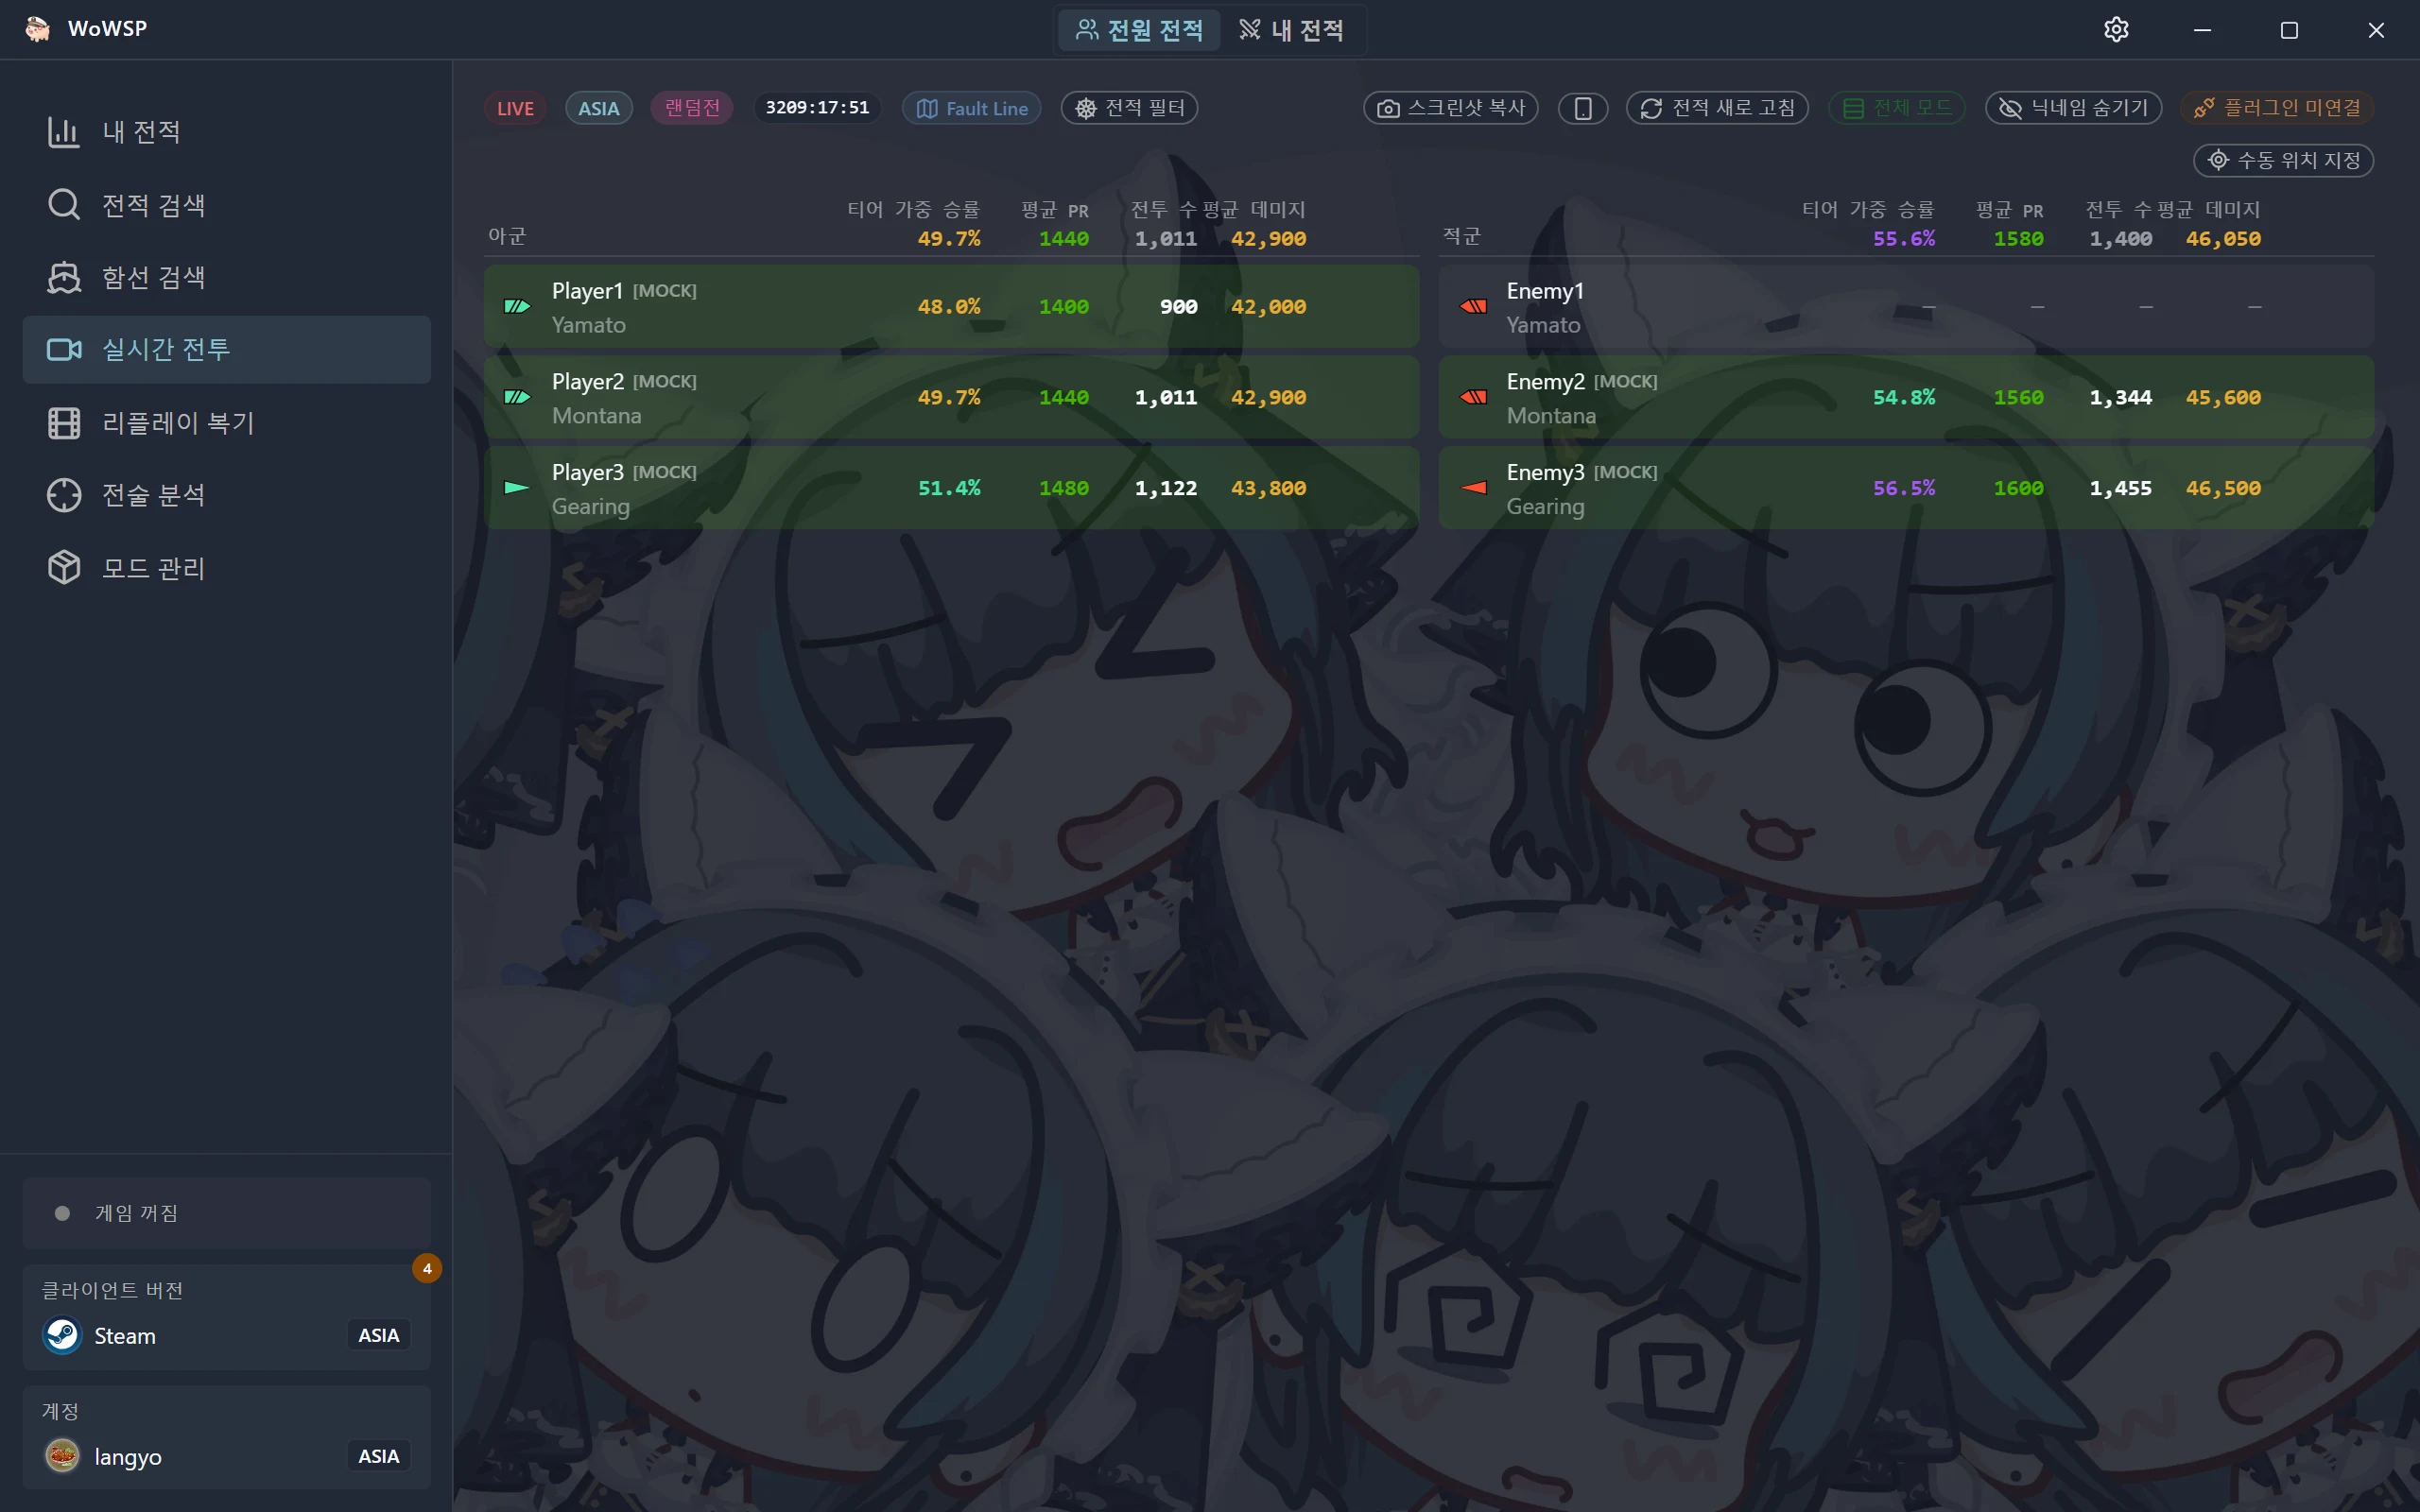 WoWSP
전원 전적
내 전적
내 전적
전적 검색
함선 검색
실시간 전투
리플레이 복기
전술 분석
모드 관리
게임 꺼짐
4
클라이언트 버전
Steam ASIA
계정
langyo ASIA
LIVE ASIA 랜덤전 3209:17:51 Fault Line 전적 필터
스크린샷 복사 전적 새로 고침 전체 모드 닉네임 숨기기 플러그인 미연결
수동 위치 지정
티어 가중 승률 평균 PR 전투 수 평균 데미지
아군 49.7% 1440 1,011 42,900
Player1 [MOCK] 48.0% 1400 900 42,000
Yamato
Player2 [MOCK] 49.7% 1440 1,011 42,900
Montana
Player3 [MOCK] 51.4% 1480 1,122 43,800
Gearing
티어 가중 승률 평균 PR 전투 수 평균 데미지
적군 55.6% 1580 1,400 46,050
Enemy1 — — — —
Yamato
Enemy2 [MOCK] 54.8% 1560 1,344 45,600
Montana
Enemy3 [MOCK] 56.5% 1600 1,455 46,500
Gearing